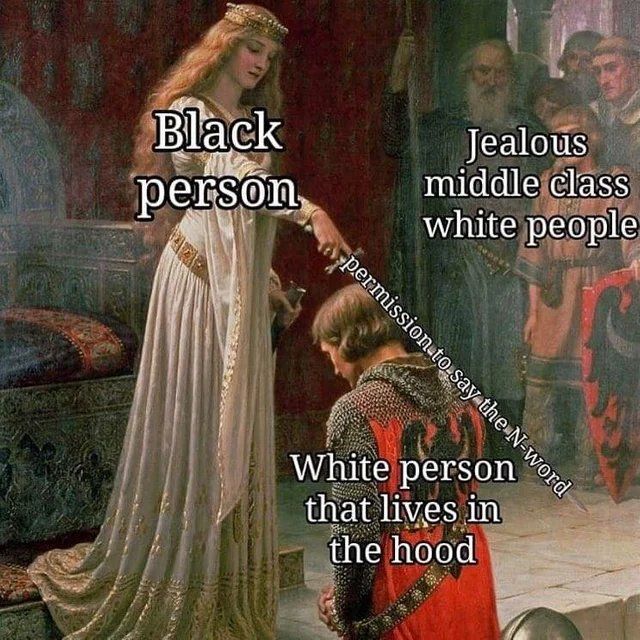 Black
person
Jealous
middle class
white people
permission to say the N-word
White person
that lives in
the hood